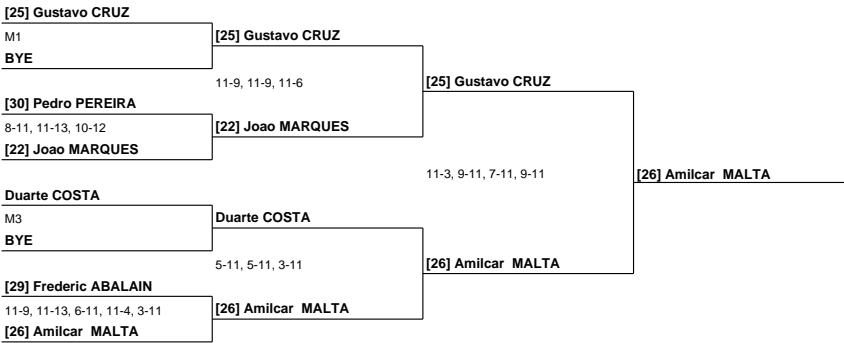 [25] Gustavo CRUZ
M1
BYE
[25] Gustavo CRUZ
11-9, 11-9, 11-6
[30] Pedro PEREIRA
8-11, 11-13, 10-12
[22] Joao MARQUES
[22] Joao MARQUES
[25] Gustavo CRUZ
11-3, 9-11, 7-11, 9-11
[26] Amilcar MALTA
Duarte COSTA
M3
BYE
Duarte COSTA
5-11, 5-11, 3-11
[26] Amilcar MALTA
[29] Frederic ABALAIN
11-9, 11-13, 6-11, 11-4, 3-11
[26] Amilcar MALTA
[26] Amilcar MALTA